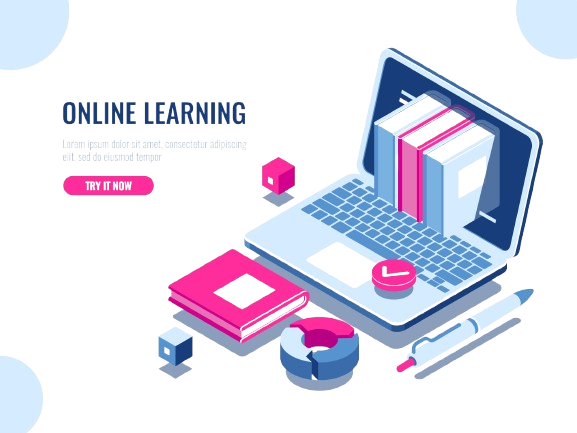 ONLINE LEARNING
Lorem ipsum dolor sit amet, consectetur adipiscing
elit, sed do eiusmod tempor
TRY IT NOW